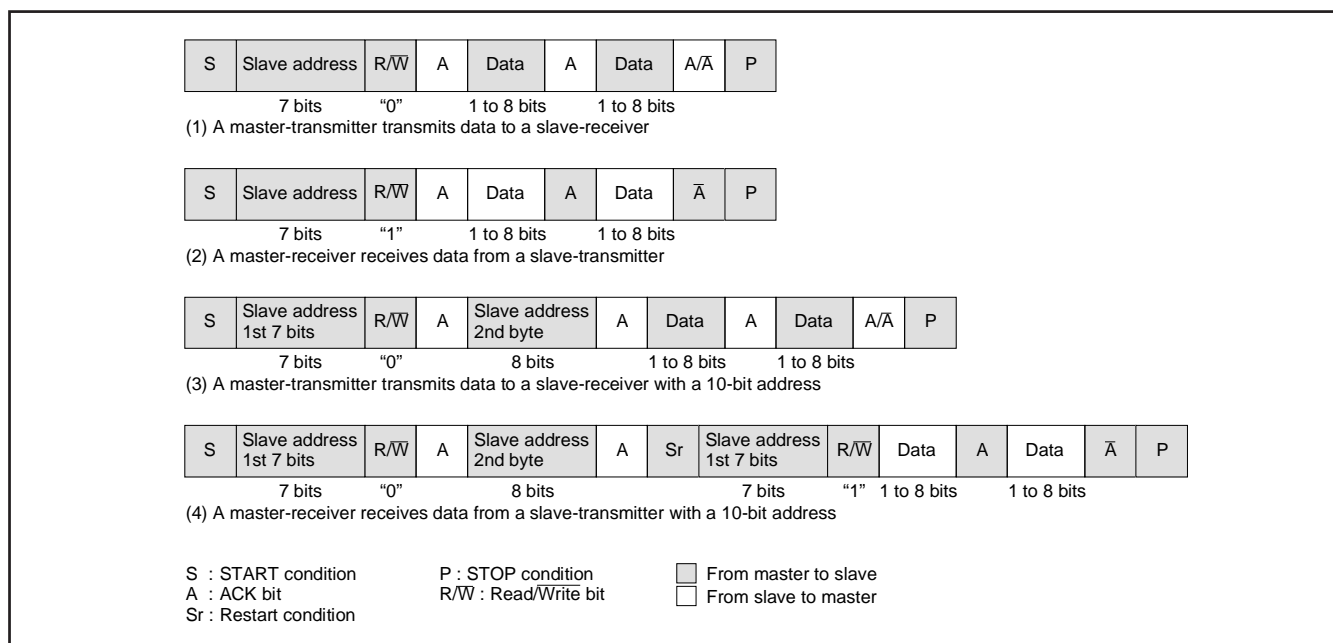 S Slave address R/W̅ A Data A Data A/A̅ P
7 bits “0” 1 to 8 bits 1 to 8 bits
(1) A master-transmitter transmits data to a slave-receiver
S Slave address R/W̅ A Data A Data A̅ P
7 bits “1” 1 to 8 bits 1 to 8 bits
(2) A master-receiver receives data from a slave-transmitter
S Slave address 1st 7 bits R/W̅ A Slave address 2nd byte A Data A Data A/A̅ P
7 bits “0” 8 bits 1 to 8 bits 1 to 8 bits
(3) A master-transmitter transmits data to a slave-receiver with a 10-bit address
S Slave address 1st 7 bits R/W̅ A Slave address 2nd byte A Sr Slave address 1st 7 bits R/W̅ Data A Data A̅ P
7 bits “0” 8 bits 7 bits “1” 1 to 8 bits 1 to 8 bits
(4) A master-receiver receives data from a slave-transmitter with a 10-bit address
S : START condition P : STOP condition From master to slave
A : ACK bit R/W̅ : Read/W̅r̅i̅t̅e̅ bit From slave to master
Sr : Restart condition